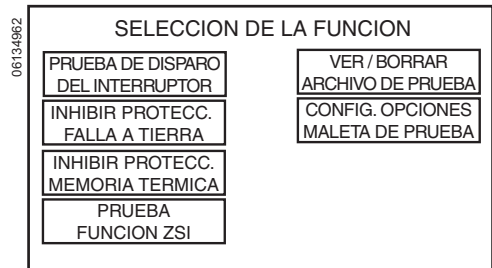 06134962
SELECCION DE LA FUNCION
PRUEBA DE DISPARO
DEL INTERRUPTOR
INHIBIR PROTECC.
FALLA A TIERRA
INHIBIR PROTECC.
MEMORIA TERMICA
PRUEBA
FUNCION ZSI
VER / BORRAR
ARCHIVO DE PRUEBA
CONFIG. OPCIONES
MALETA DE PRUEBA